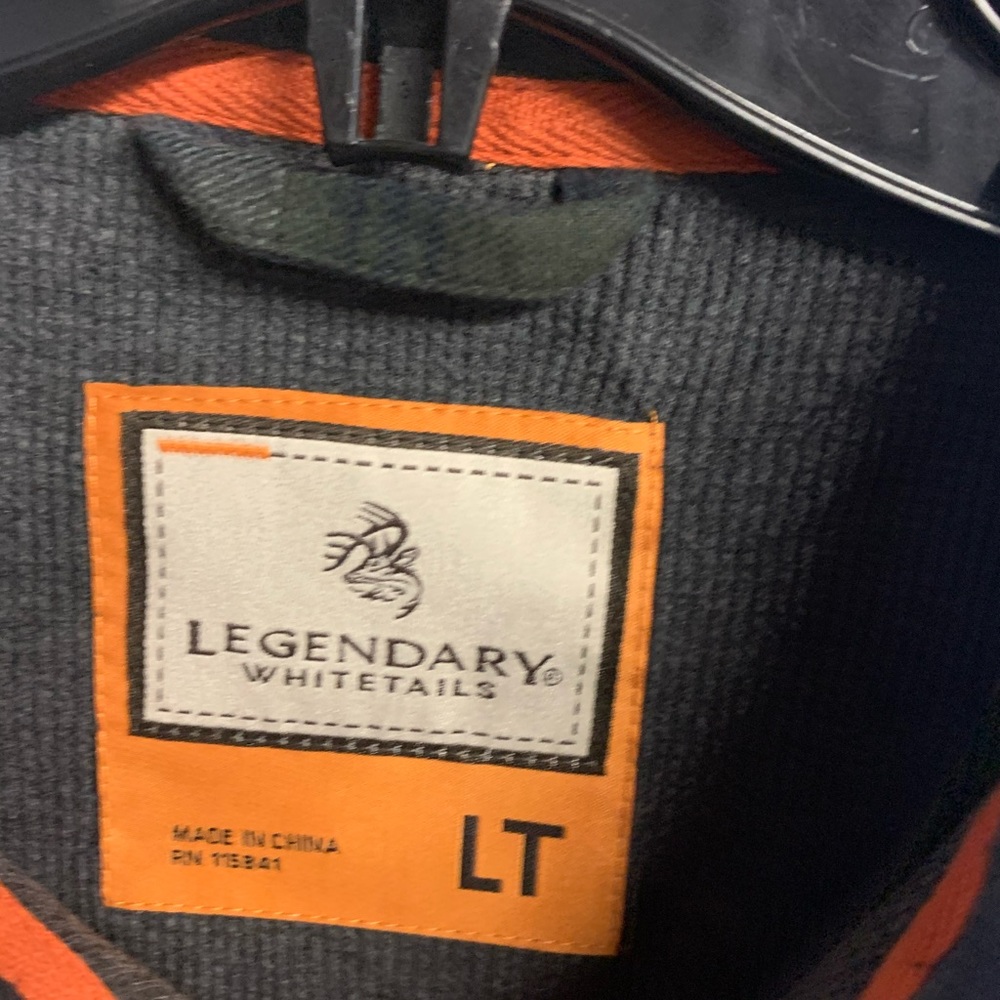 LEGENDARY®
WHITETAILS
MADE IN CHINA
RN 115841
LT